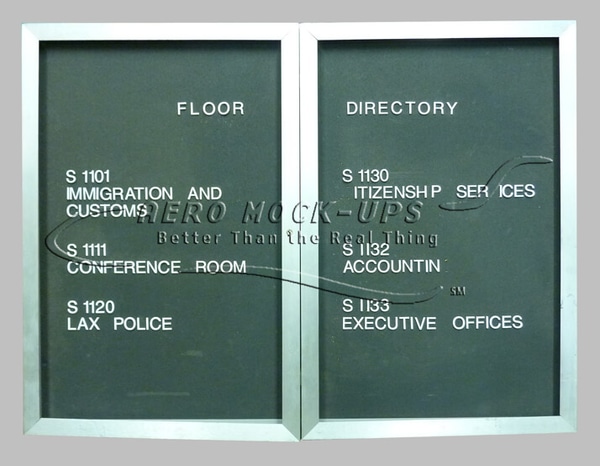 FLOOR DIRECTORY
S 1101
IMMIGRATION AND
CUSTOMS
S 1111
CONFERENCE ROOM
S 1120
LAX POLICE
S 1130
ITIZENSH P SER ICES
S 1132
ACCOUNTIN
S 1133
EXECUTIVE OFFICES
AERO MOCK-UPS
Better Than the Real Thing
SM